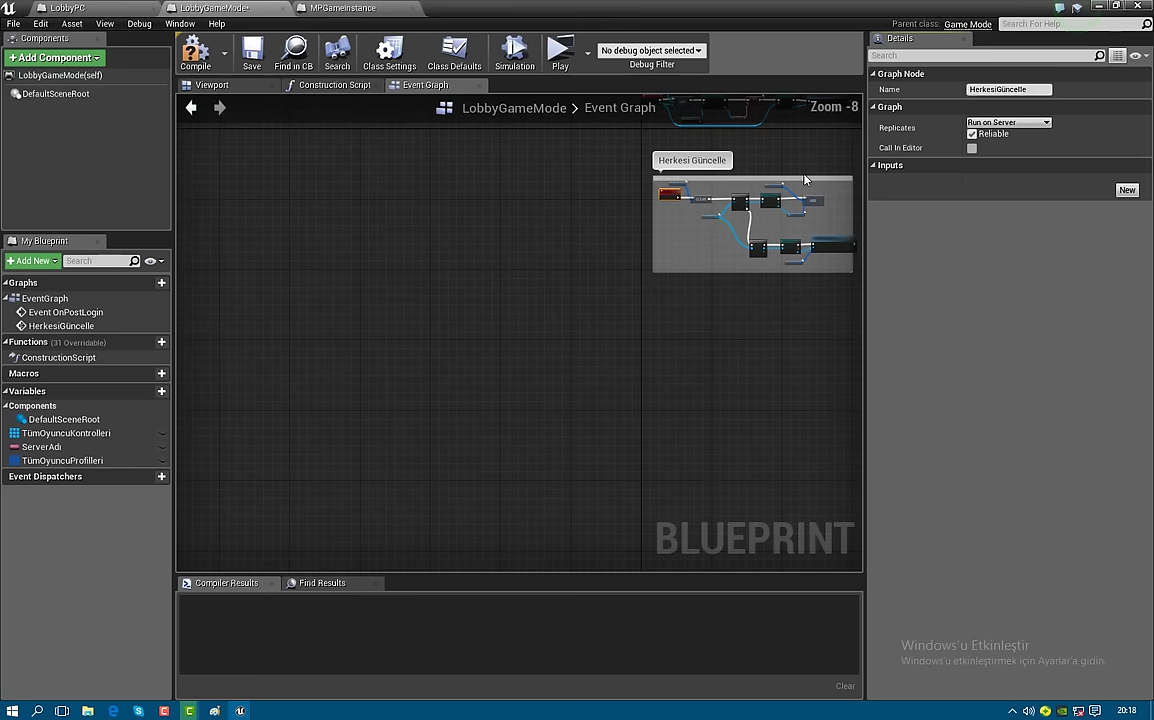 LobbyPC
LobbyGameMode*
MPGameInstance
File Edit Asset View Debug Window Help
Parent class: Game Mode
Search For Help
Components
+Add Component
LobbyGameMode(self)
DefaultSceneRoot
Compile
Save
Find in CB
Search
Class Settings
Class Defaults
Simulation
Play
No debug object selected
Debug Filter
Viewport
Construction Script
Event Graph
LobbyGameMode > Event Graph
Zoom -8
Herkesi Güncelle
BLUEPRINT
My Blueprint
+Add New
Search
Graphs
EventGraph
Event OnPostLogin
HerkesiGüncelle
Functions (31 Overridable)
ConstructionScript
Macros
Variables
Components
DefaultSceneRoot
TümOyuncuKontrolleri
ServerAdı
TümOyuncuProfilleri
Event Dispatchers
Compiler Results
Find Results
Clear
Details
Search
Graph Node
Name HerkesiGüncelle
Graph
Replicates Run on Server
Reliable
Call In Editor
Inputs
New
Windows'u Etkinleştir
Windows'u etkinleştirmek için Ayarlar'a gidin.
20:18